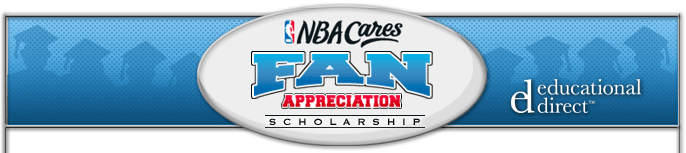 NBA Cares
FAN
APPRECIATION
SCHOLARSHIP
ed educational
direct™